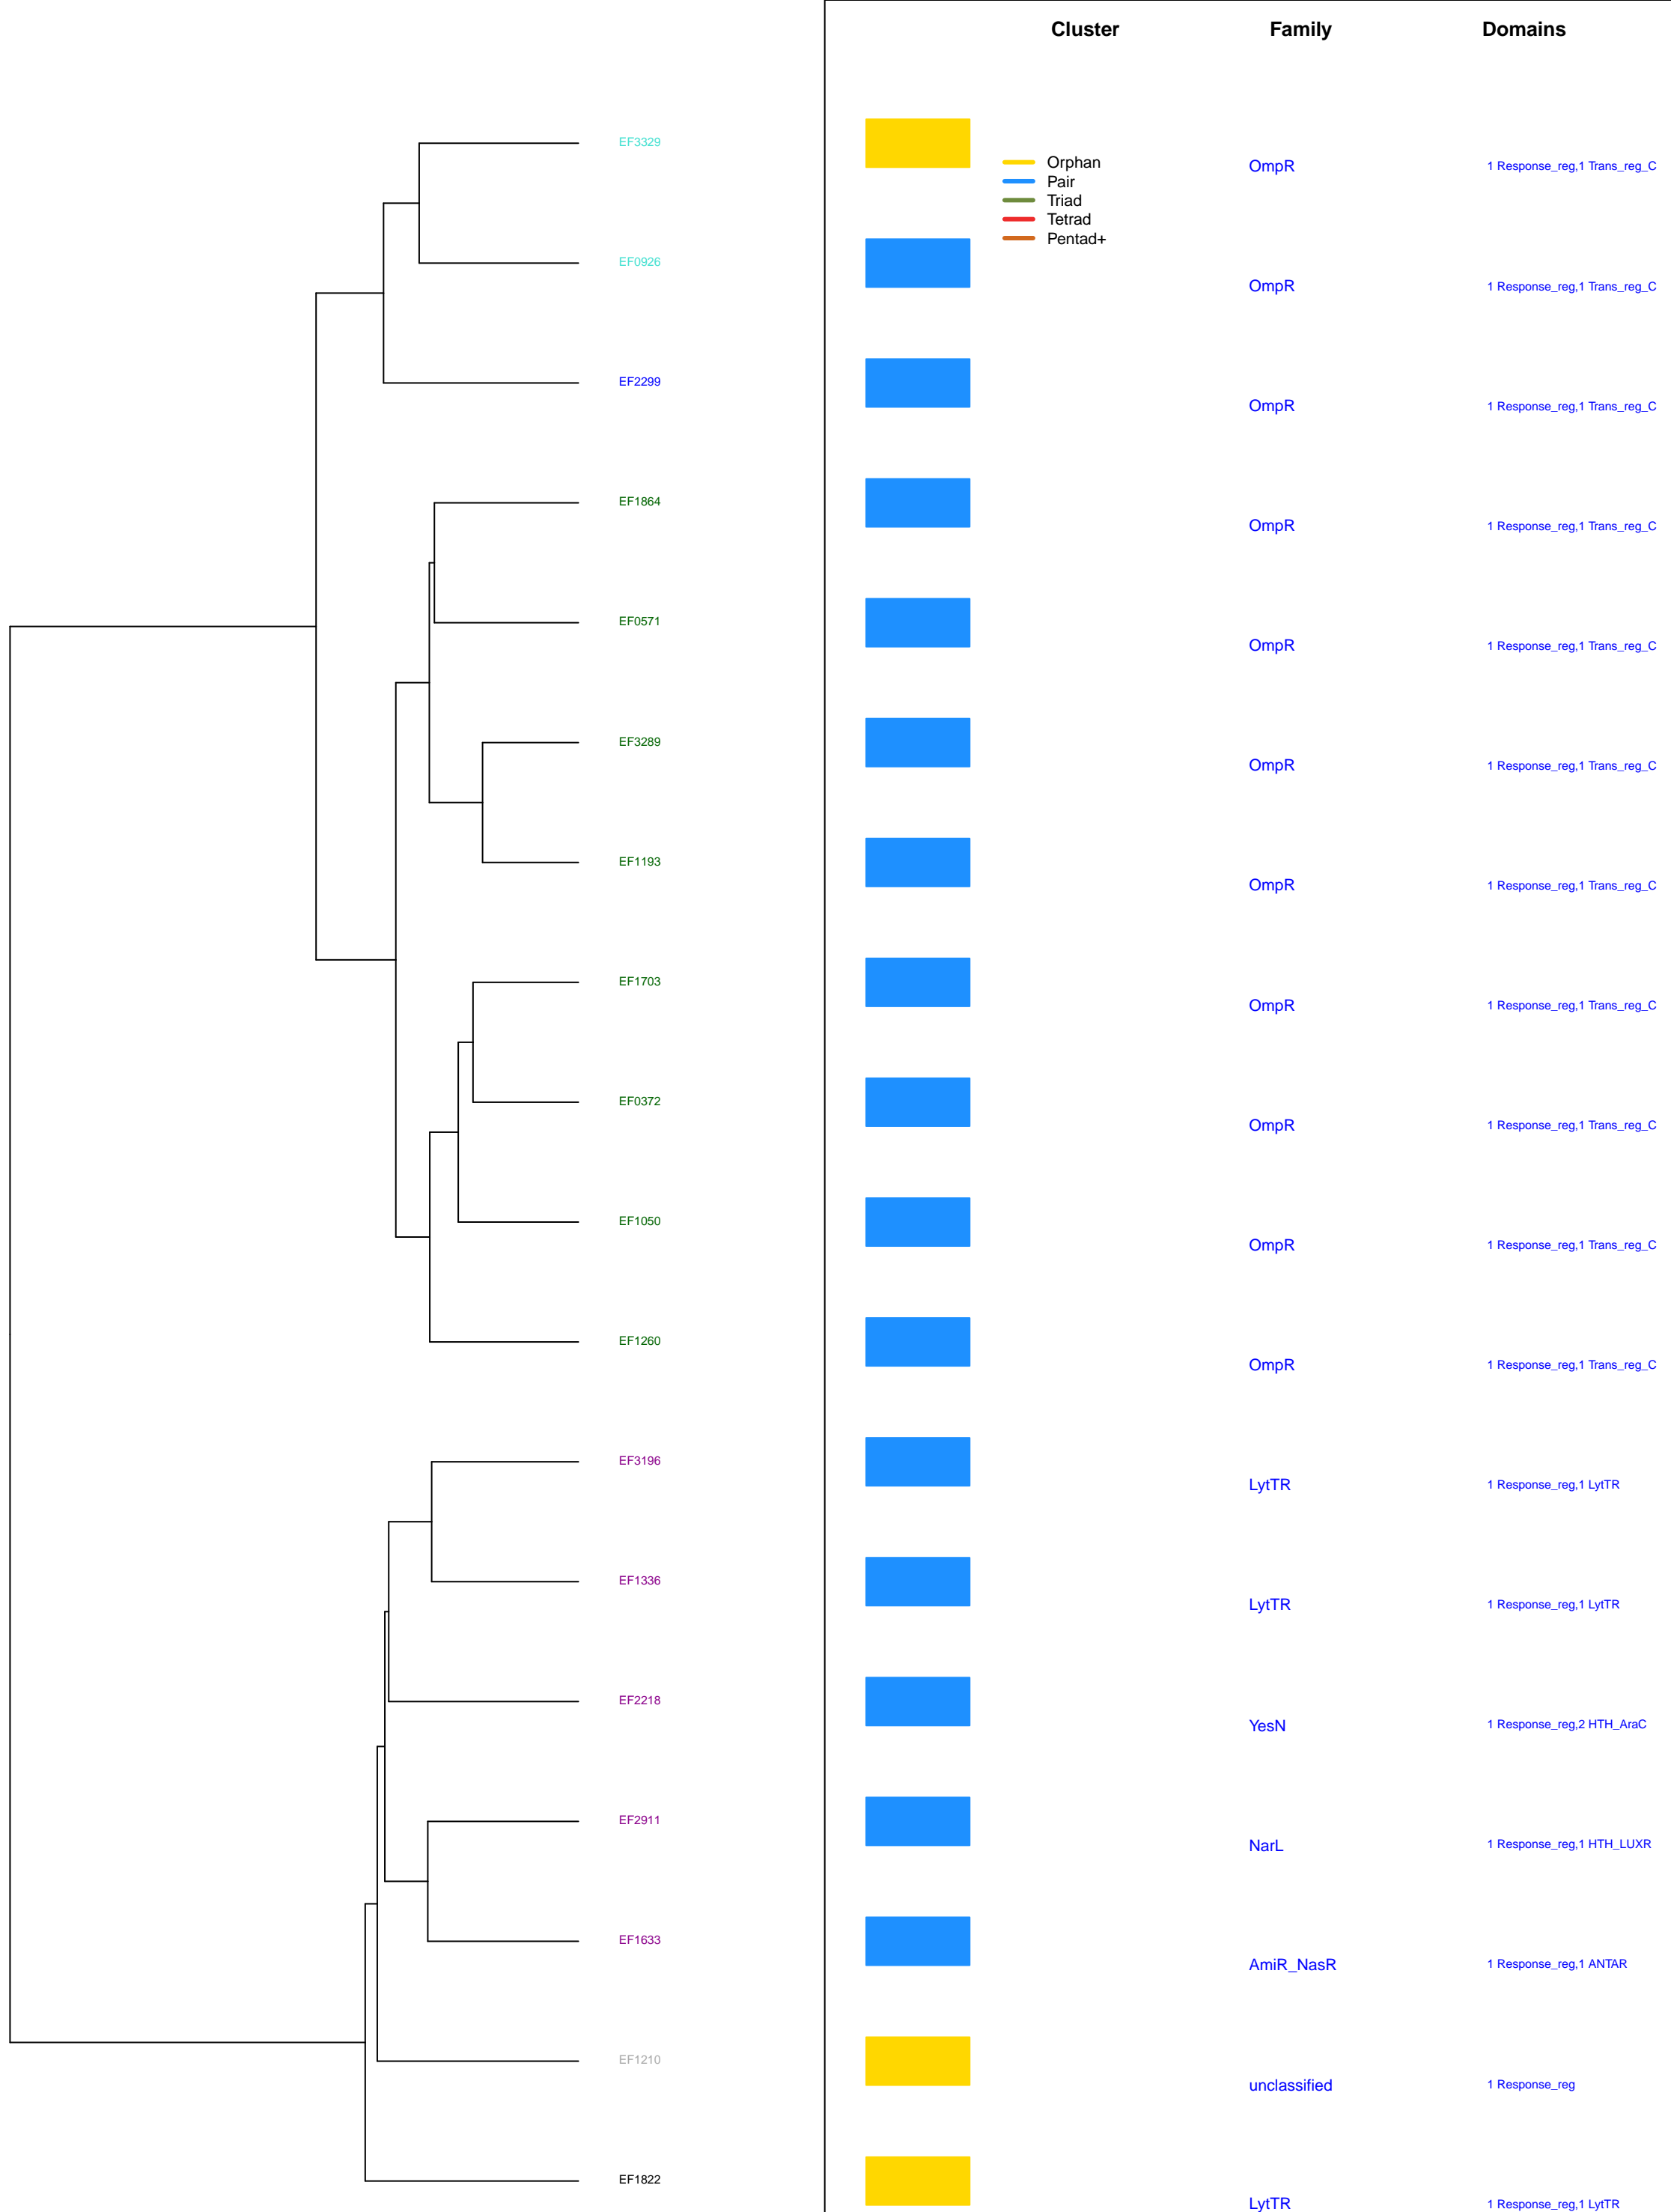 Cluster Family Domains
EF3329
Orphan
OmpR 1 Response_reg,1 Trans_reg_C
Pair
Triad
Tetrad
Pentad+
EF0926
OmpR 1 Response_reg,1 Trans_reg_C
EF2299
OmpR 1 Response_reg,1 Trans_reg_C
EF1864
OmpR 1 Response_reg,1 Trans_reg_C
EF0571
OmpR 1 Response_reg,1 Trans_reg_C
EF3289
OmpR 1 Response_reg,1 Trans_reg_C
EF1193
OmpR 1 Response_reg,1 Trans_reg_C
EF1703
OmpR 1 Response_reg,1 Trans_reg_C
EF0372
OmpR 1 Response_reg,1 Trans_reg_C
EF1050
OmpR 1 Response_reg,1 Trans_reg_C
EF1260
OmpR 1 Response_reg,1 Trans_reg_C
EF3196
LytTR 1 Response_reg,1 LytTR
EF1336
LytTR 1 Response_reg,1 LytTR
EF2218
YesN 1 Response_reg,2 HTH_AraC
EF2911
NarL 1 Response_reg,1 HTH_LUXR
EF1633
AmiR_NasR 1 Response_reg,1 ANTAR
EF1210
unclassified 1 Response_reg
EF1822
LytTR 1 Response_reg,1 LytTR